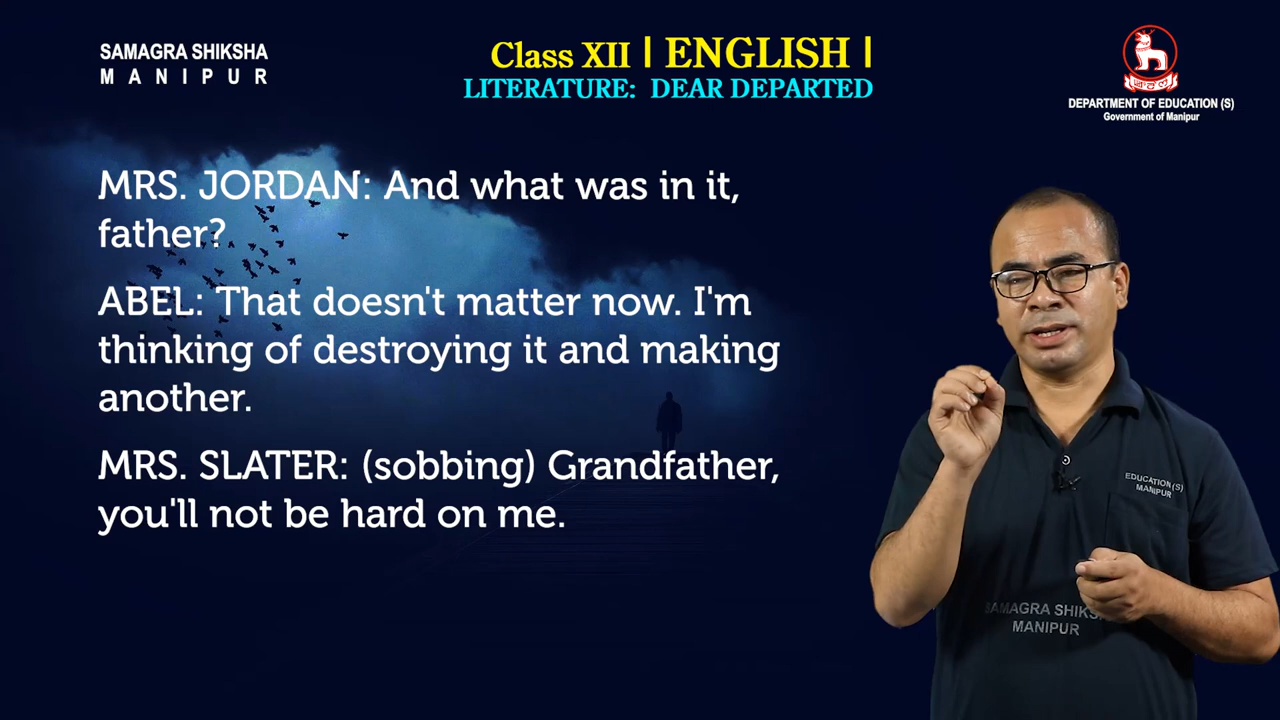 SAMAGRA SHIKSHA
MANIPUR
Class XII | ENGLISH |
LITERATURE: DEAR DEPARTED
DEPARTMENT OF EDUCATION (S)
Government of Manipur
MRS. JORDAN: And what was in it,
father?
ABEL: That doesn't matter now. I'm
thinking of destroying it and making
another.
MRS. SLATER: (sobbing) Grandfather,
you'll not be hard on me.
EDUCATION (S)
MANIPUR
SAMAGRA SHIKS
MANIPUR